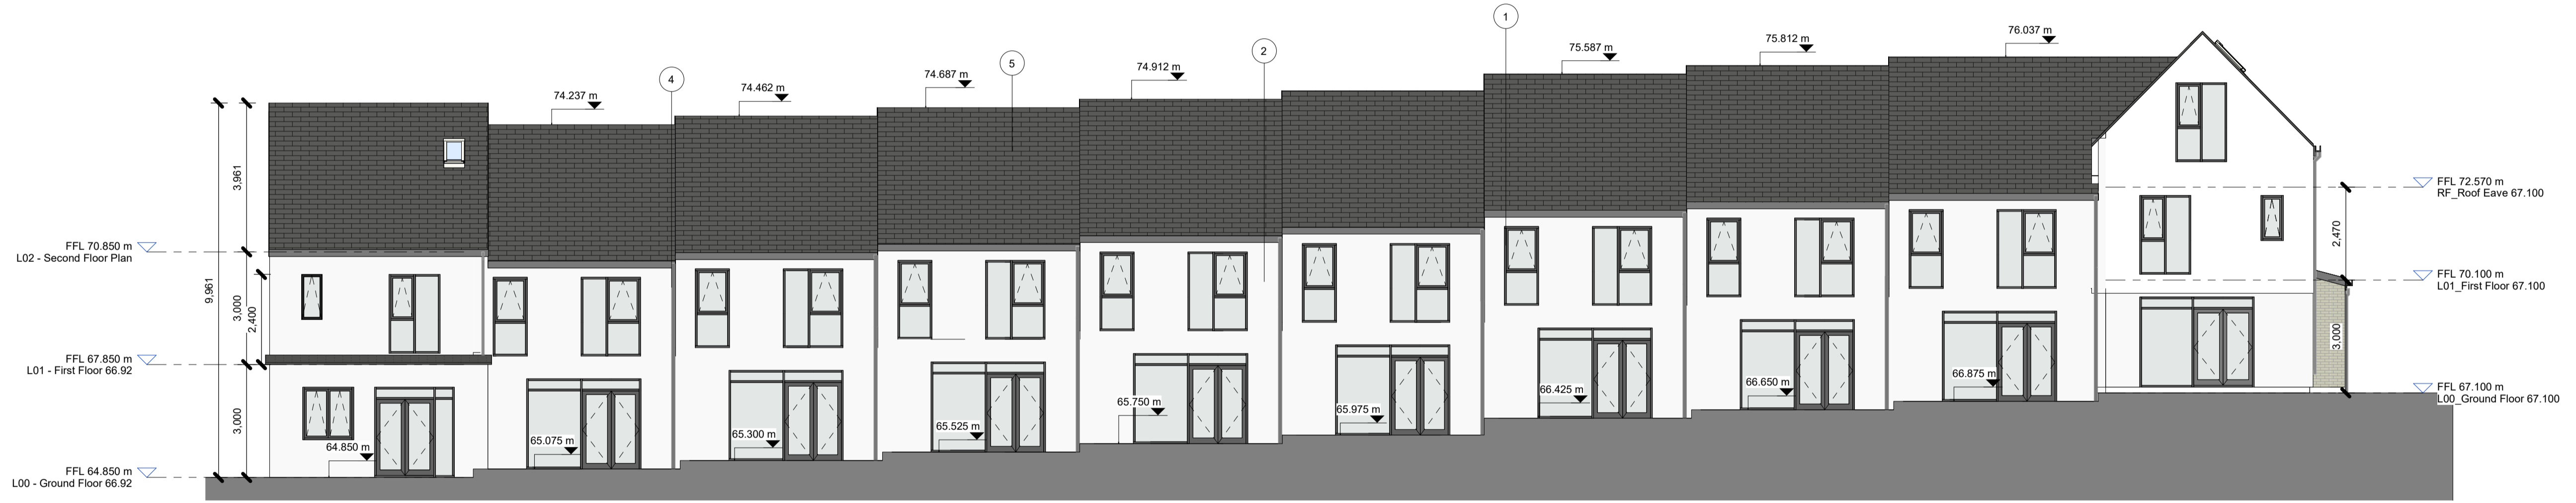 1
76.037 m
75.812 m
75.587 m
2
5
74.912 m
74.687 m
4
74.462 m
74.237 m
3,961
9,961
3,000
2,400
3,000
FFL 70.850 m
L02 - Second Floor Plan
FFL 67.850 m
L01 - First Floor 66.92
FFL 64.850 m
L00 - Ground Floor 66.92
64.850 m
65.075 m
65.300 m
65.525 m
65.750 m
65.975 m
66.425 m
66.650 m
66.875 m
FFL 72.570 m
RF_Roof Eave 67.100
2,470
FFL 70.100 m
L01_First Floor 67.100
3,000
FFL 67.100 m
L00_Ground Floor 67.100